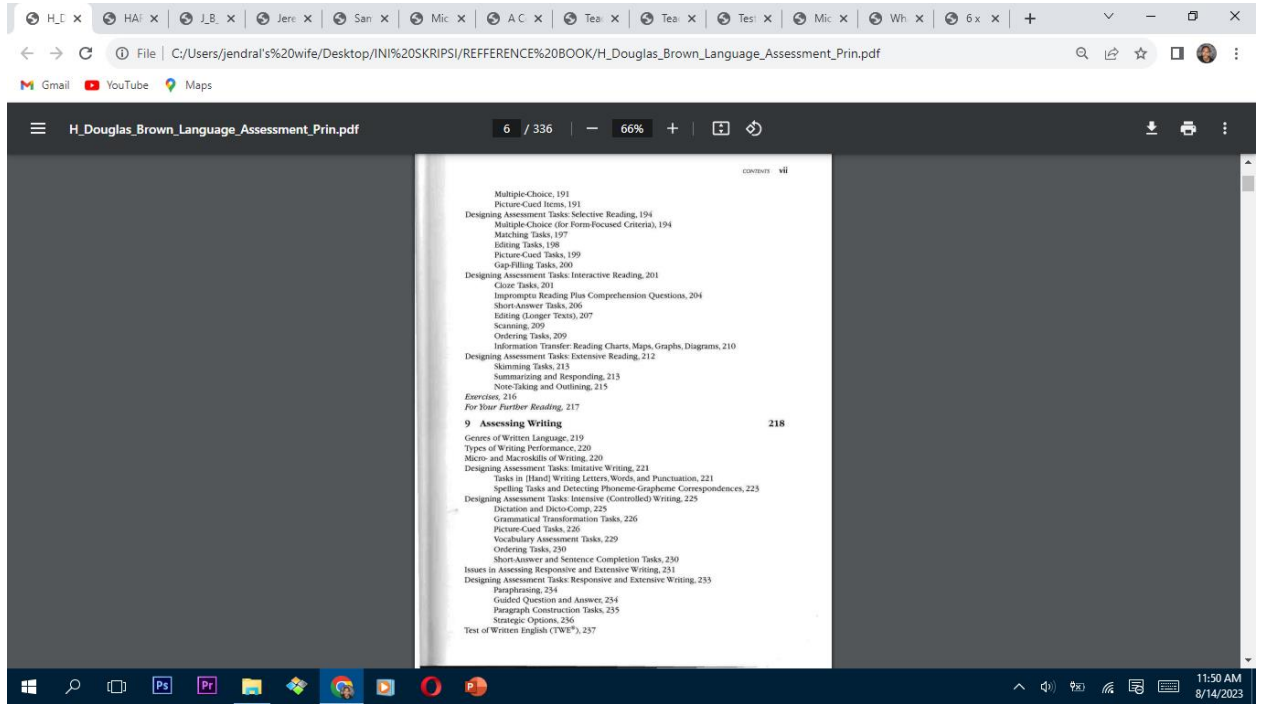 H_D
HAF
J_B_
Jere
San
Mic
A C
Tea
Tea
Test
Mic
Wh
6 x
File | C:/Users/jendral's%20wife/Desktop/INI%20SKRIPSI/REFFERENCE%20BOOK/H_Douglas_Brown_Language_Assessment_Prin.pdf
Gmail YouTube Maps
H_Douglas_Brown_Language_Assessment_Prin.pdf 6 / 336 | − 66% +
CONTENTS vii
Multiple-Choice, 191
Picture-Cued Items, 191
Designing Assessment Tasks: Selective Reading, 194
Multiple-Choice (for Form-Focused Criteria), 194
Matching Tasks, 197
Editing Tasks, 198
Picture-Cued Tasks, 199
Gap-Filling Tasks, 200
Designing Assessment Tasks: Interactive Reading, 201
Cloze Tasks, 201
Impromptu Reading Plus Comprehension Questions, 204
Short-Answer Tasks, 206
Editing (Longer Texts), 207
Scanning, 209
Ordering Tasks, 209
Information Transfer: Reading Charts, Maps, Graphs, Diagrams, 210
Designing Assessment Tasks: Extensive Reading, 212
Skimming Tasks, 213
Summarizing and Responding, 213
Note-Taking and Outlining, 215
Exercises, 216
For Your Further Reading, 217
9 Assessing Writing 218
Genres of Written Language, 219
Types of Writing Performance, 220
Micro- and Macroskills of Writing, 220
Designing Assessment Tasks: Imitative Writing, 221
Tasks in [Hand] Writing Letters, Words, and Punctuation, 221
Spelling Tasks and Detecting Phoneme-Grapheme Correspondences, 223
Designing Assessment Tasks: Intensive (Controlled) Writing, 225
Dictation and Dicto-Comp, 225
Grammatical Transformation Tasks, 226
Picture-Cued Tasks, 226
Vocabulary Assessment Tasks, 229
Ordering Tasks, 230
Short-Answer and Sentence Completion Tasks, 230
Issues in Assessing Responsive and Extensive Writing, 231
Designing Assessment Tasks: Responsive and Extensive Writing, 233
Paraphrasing, 234
Guided Question and Answer, 234
Paragraph Construction Tasks, 235
Strategic Options, 236
Test of Written English (TWE®), 237
Ps
Pr
11:50 AM
8/14/2023